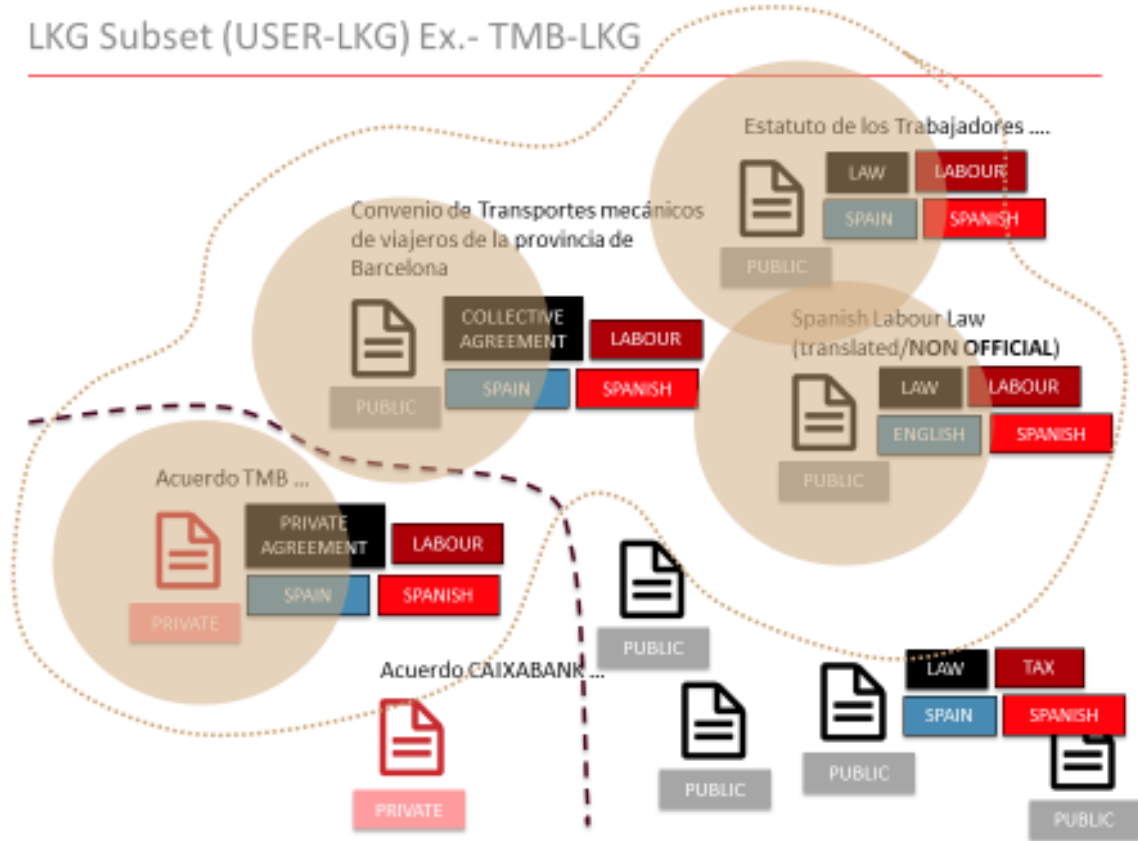 LKG Subset (USER-LKG) Ex.- TMB-LKG
Estatuto de los Trabajadores ....
LAW
LABOUR
SPAIN
SPANISH
PUBLIC
Convenio de Transportes mecánicos
de viajeros de la provincia de
Barcelona
COLLECTIVE
AGREEMENT
LABOUR
SPAIN
SPANISH
PUBLIC
Spanish Labour Law
(translated/NON OFFICIAL)
LAW
LABOUR
ENGLISH
SPANISH
PUBLIC
Acuerdo TMB ...
PRIVATE
AGREEMENT
LABOUR
SPAIN
SPANISH
PRIVATE
PUBLIC
Acuerdo CAIXABANK ...
PRIVATE
PUBLIC
LAW
TAX
SPAIN
SPANISH
PUBLIC
PUBLIC